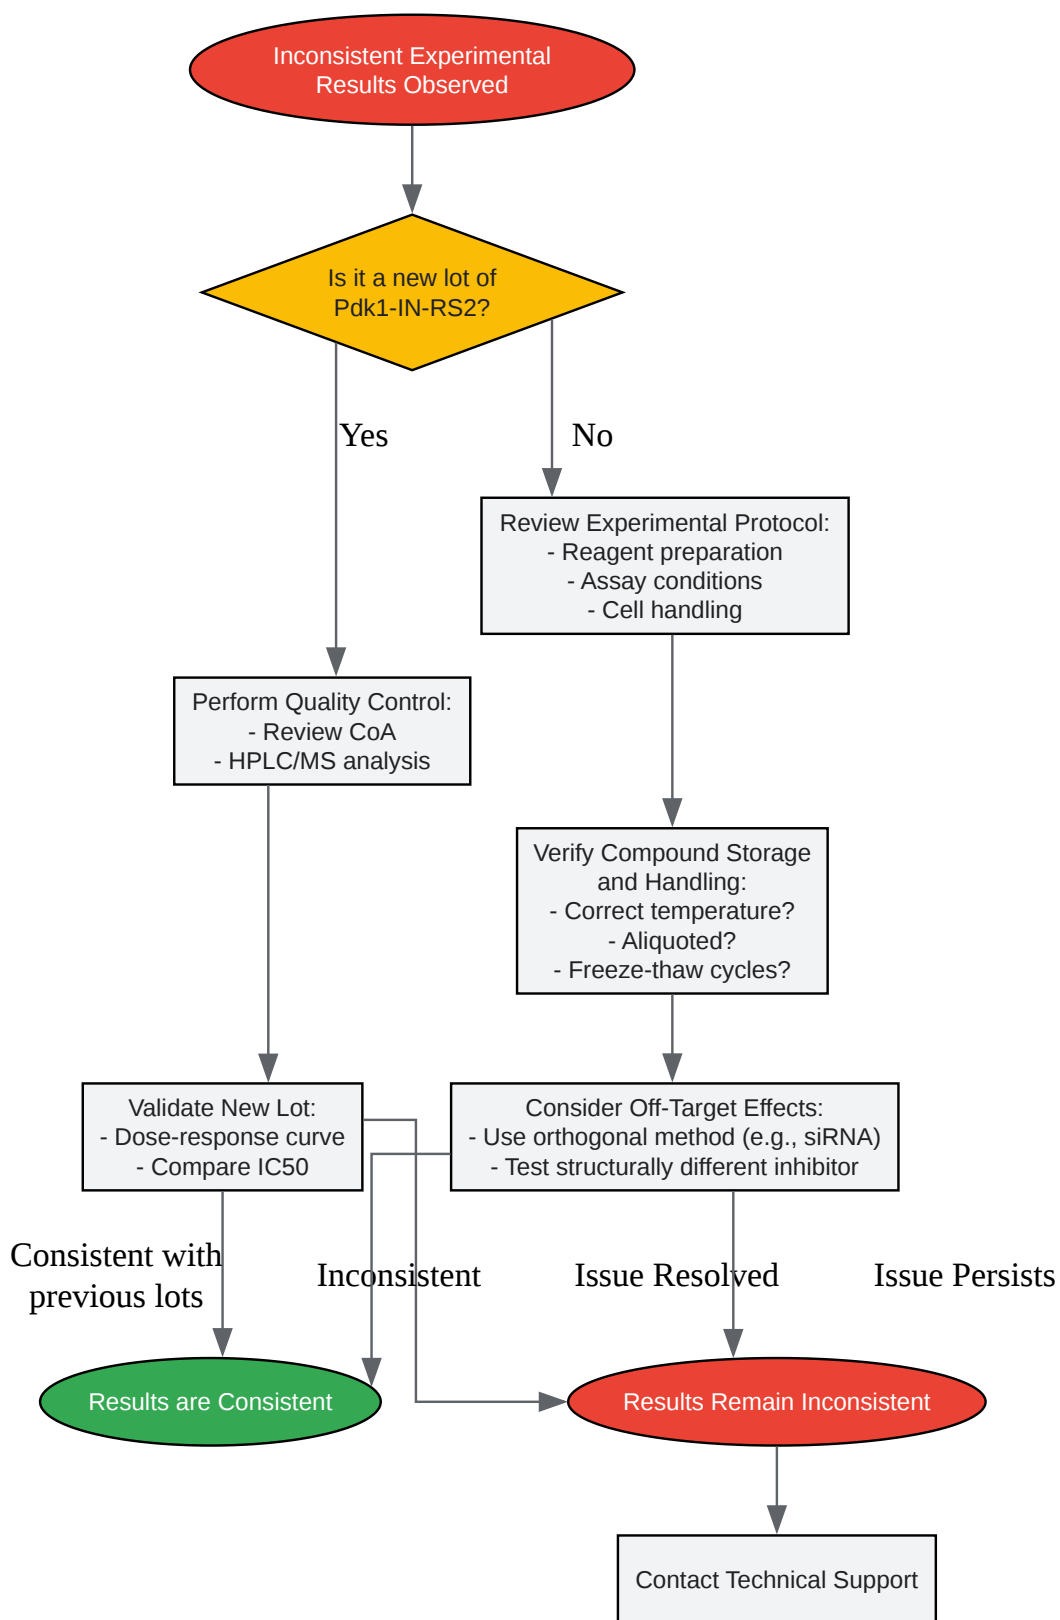 Inconsistent Experimental
Results Observed
Is it a new lot of
Pdk1-IN-RS2?
Yes
No
Review Experimental Protocol:
- Reagent preparation
- Assay conditions
- Cell handling
Perform Quality Control:
- Review CoA
- HPLC/MS analysis
Verify Compound Storage
and Handling:
- Correct temperature?
- Aliquoted?
- Freeze-thaw cycles?
Validate New Lot:
- Dose-response curve
- Compare IC50
Consider Off-Target Effects:
- Use orthogonal method (e.g., siRNA)
- Test structurally different inhibitor
Consistent with
previous lots
Inconsistent
Issue Resolved
Issue Persists
Results are Consistent
Results Remain Inconsistent
Contact Technical Support